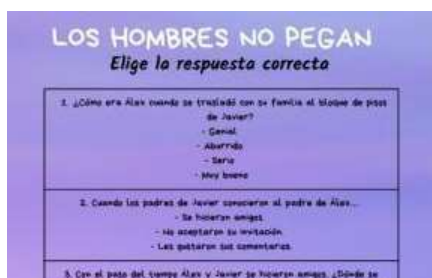 LOS HOMBRES NO PEGAN
Elige la respuesta correcta
1. ¿Cómo era Álex cuando se trasladó con su familia al bloque de pisos
de Javier?
- Genial
- Aburrido
- Serio
- Muy bueno
2. Cuando los padres de Javier conocieron al padre de Álex...
- Se hicieron amigos.
- No aceptaron su invitación.
- Les gustaron sus comentarios.
3. Con el paso del tiempo Álex y Javier se hicieron amigos. ¿Dónde se